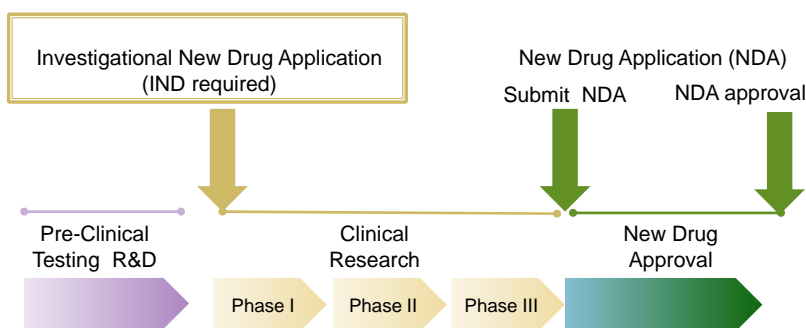 Investigational New Drug Application
(IND required)
New Drug Application (NDA)
Submit NDA
NDA approval
Pre-Clinical
Testing R&D
Clinical
Research
New Drug
Approval
Phase I
Phase II
Phase III